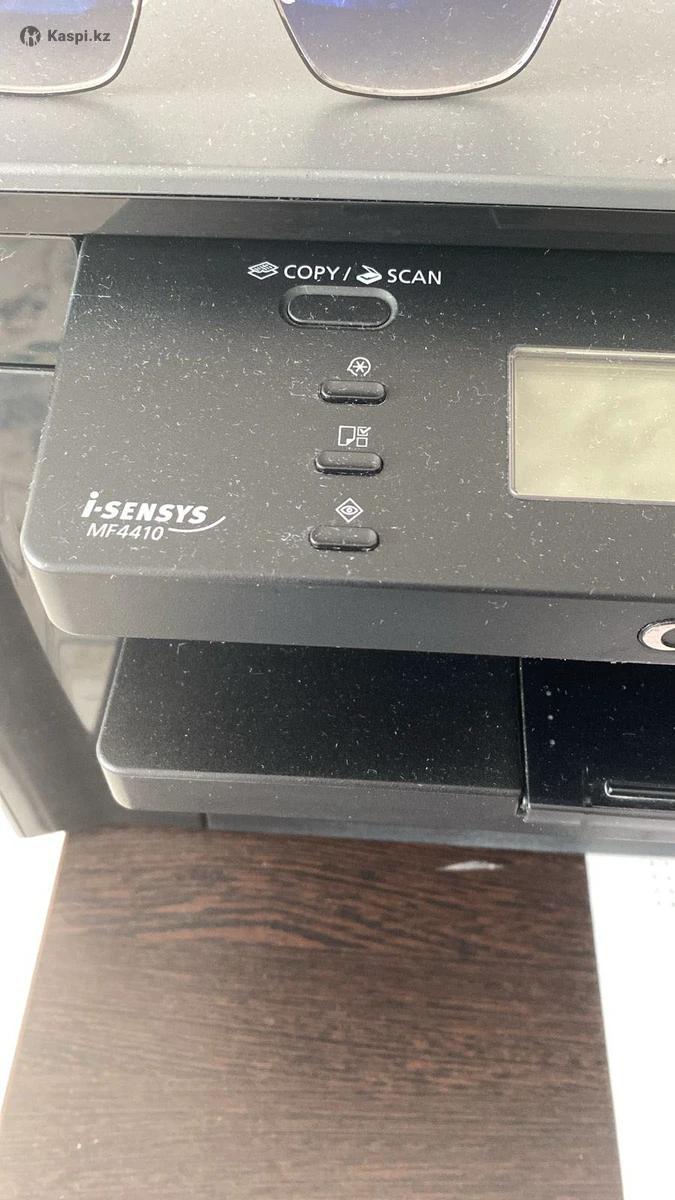 Kaspi.kz
COPY / SCAN
i-SENSYS
MF4410